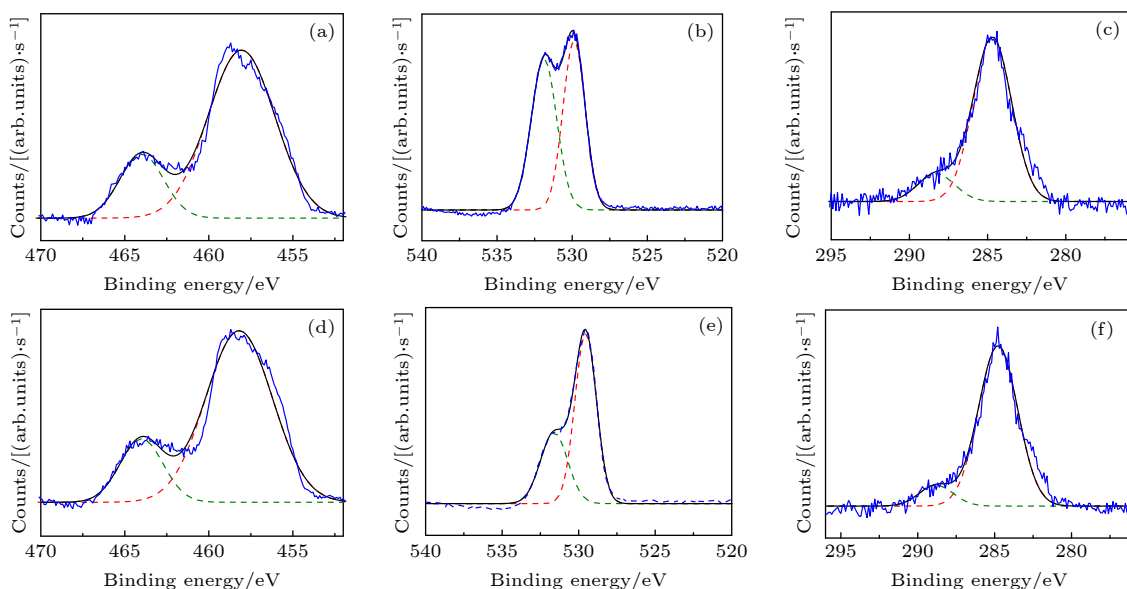 (a)
Counts/[(arb.units)·s⁻¹]
470 465 460 455
Binding energy/eV
(b)
Counts/[(arb.units)·s⁻¹]
540 535 530 525 520
Binding energy/eV
(c)
Counts/[(arb.units)·s⁻¹]
295 290 285 280
Binding energy/eV
(d)
Counts/[(arb.units)·s⁻¹]
470 465 460 455
Binding energy/eV
(e)
Counts/[(arb.units)·s⁻¹]
540 535 530 525 520
Binding energy/eV
(f)
Counts/[(arb.units)·s⁻¹]
295 290 285 280
Binding energy/eV